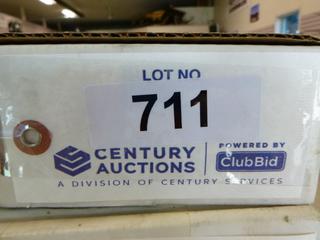 LOT NO
711
CENTURY AUCTIONS
POWERED BY
ClubBid
A DIVISION OF CENTURY SERVICES